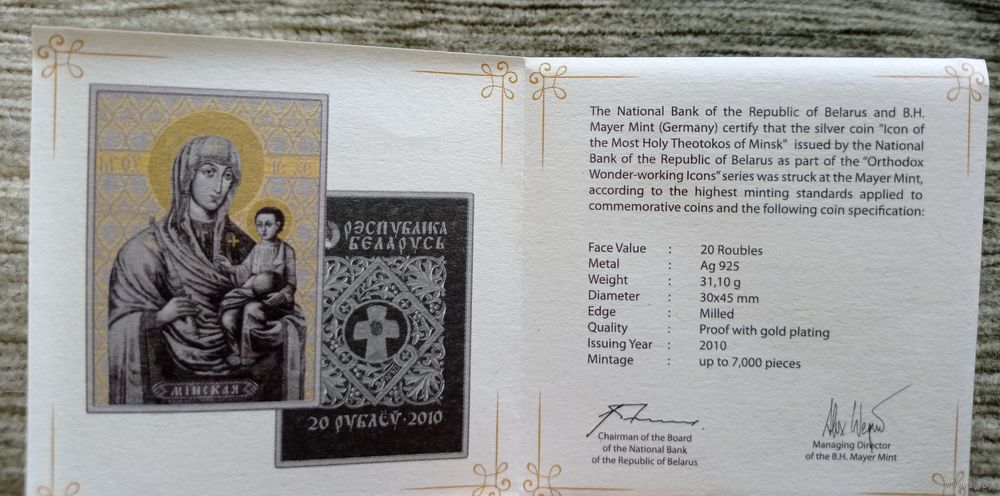 МІНСКАЯ
РЭСПУБЛІКА
БЕЛАРУСЬ
20 РУБЛЁЎ·2010
The National Bank of the Republic of Belarus and B.H.
Mayer Mint (Germany) certify that the silver coin "Icon of
the Most Holy Theotokos of Minsk" issued by the National
Bank of the Republic of Belarus as part of the "Orthodox
Wonder-working Icons" series was struck at the Mayer Mint,
according to the highest minting standards applied to
commemorative coins and the following coin specification:
Face Value : 20 Roubles
Metal : Ag 925
Weight : 31,10 g
Diameter : 30x45 mm
Edge : Milled
Quality : Proof with gold plating
Issuing Year : 2010
Mintage : up to 7,000 pieces
Chairman of the Board
of the National Bank
of the Republic of Belarus
Managing Director
of the B.H. Mayer Mint